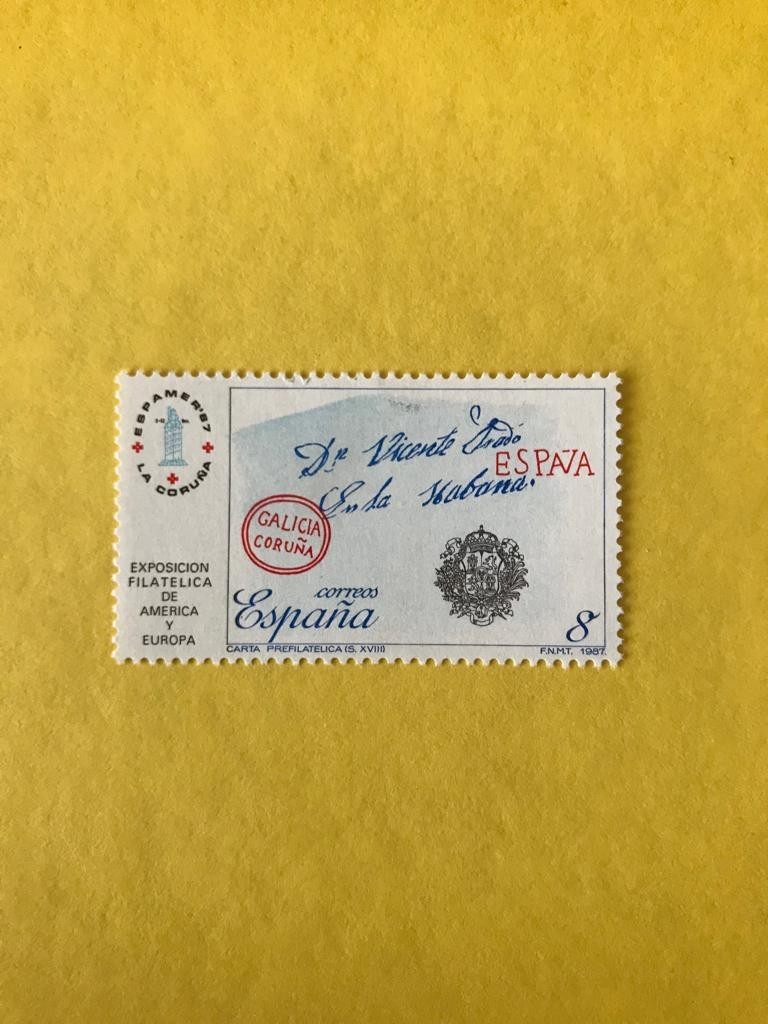 ESPAMER'87
LA CORUÑA
EXPOSICION
FILATELICA
DE
AMERICA
Y
EUROPA
Dn Vicente Prado
ESPAÑA
En la Habana.
GALICIA
CORUÑA
correos
España
8
CARTA PREFILATELICA (S. XVIII)
F.N.M.T. 1987.